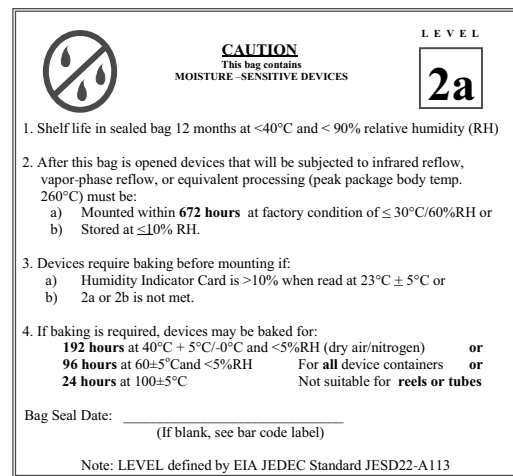 LEVEL
CAUTION
This bag contains
MOISTURE –SENSITIVE DEVICES
2a
1. Shelf life in sealed bag 12 months at <40°C and < 90% relative humidity (RH)
2. After this bag is opened devices that will be subjected to infrared reflow,
vapor-phase reflow, or equivalent processing (peak package body temp.
260°C) must be:
a) Mounted within 672 hours at factory condition of ≤ 30°C/60%RH or
b) Stored at ≤10% RH.
3. Devices require baking before mounting if:
a) Humidity Indicator Card is >10% when read at 23°C ± 5°C or
b) 2a or 2b is not met.
4. If baking is required, devices may be baked for:
192 hours at 40°C + 5°C/-0°C and <5%RH (dry air/nitrogen) or
96 hours at 60±5°Cand <5%RH For all device containers or
24 hours at 100±5°C Not suitable for reels or tubes
Bag Seal Date: ______________________________
(If blank, see bar code label)
Note: LEVEL defined by EIA JEDEC Standard JESD22-A113